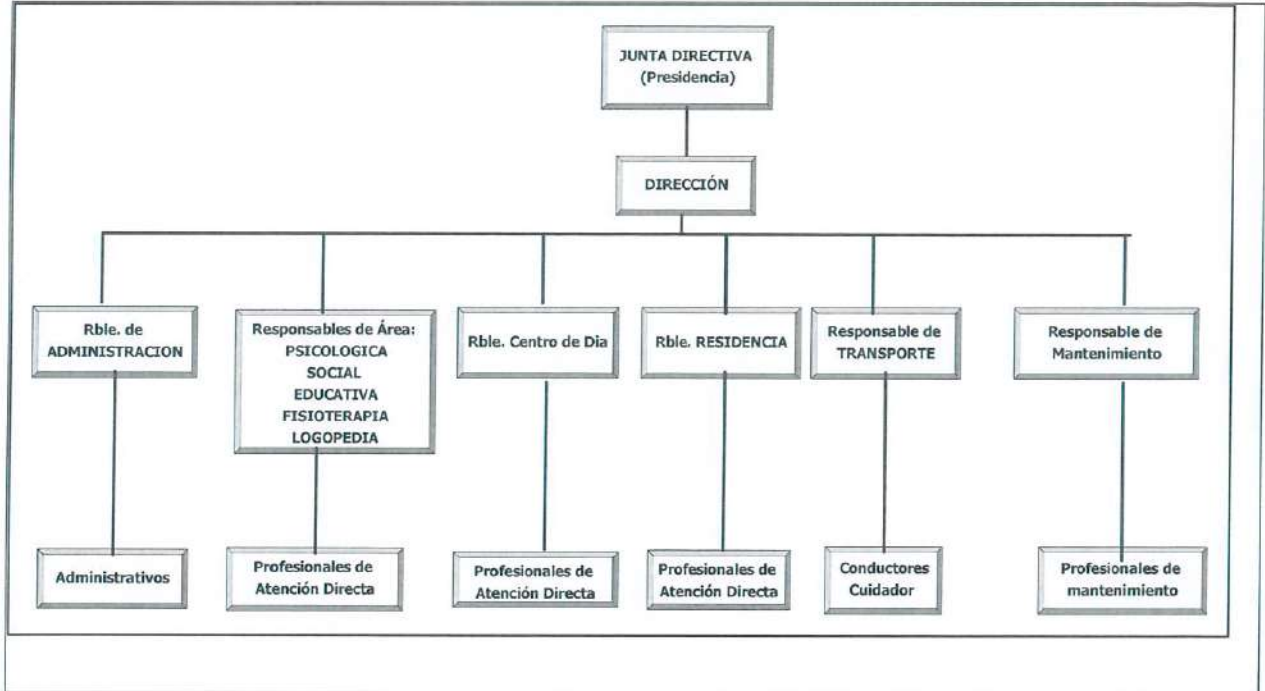 JUNTA DIRECTIVA
(Presidencia)
DIRECCIÓN
Rble. de
ADMINISTRACION
Responsables de Área:
PSICOLOGICA
SOCIAL
EDUCATIVA
FISIOTERAPIA
LOGOPEDIA
Rble. Centro de Dia
Rble. RESIDENCIA
Responsable de
TRANSPORTE
Responsable de
Mantenimiento
Administrativos
Profesionales de
Atención Directa
Profesionales de
Atención Directa
Profesionales de
Atención Directa
Conductores
Cuidador
Profesionales de
mantenimiento